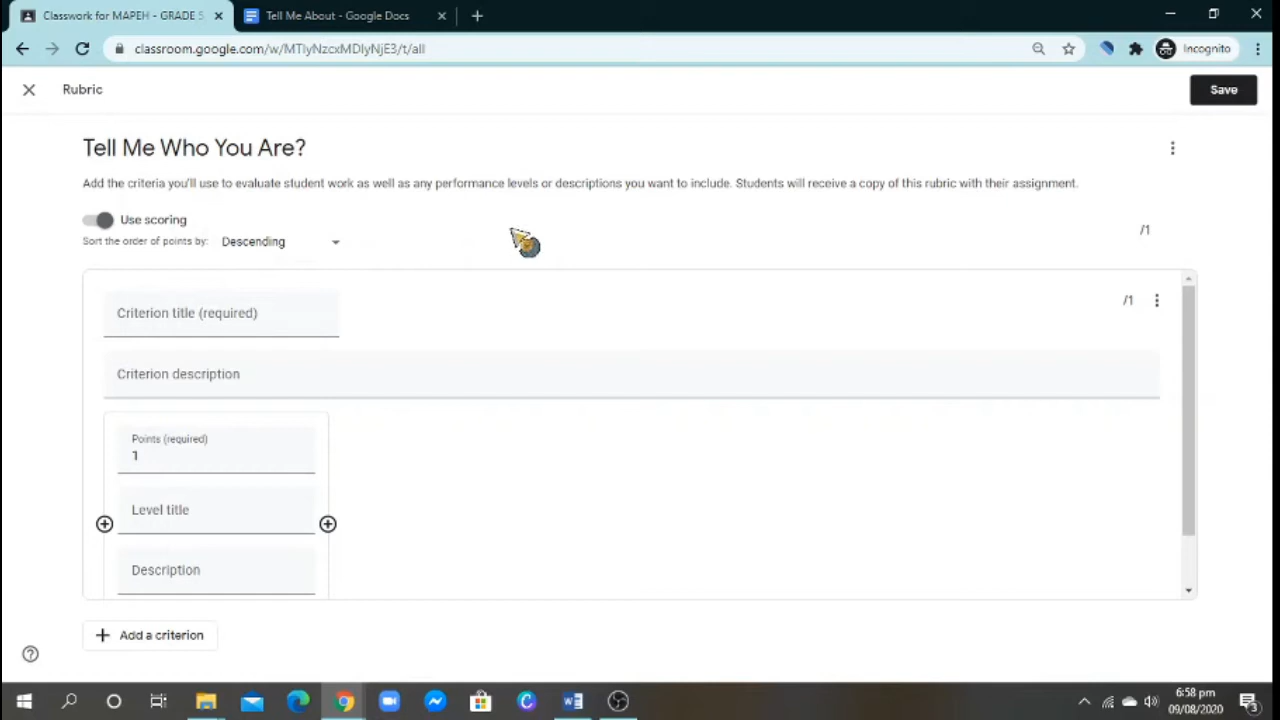 Classwork for MAPEH - GRADE 5
Tell Me About - Google Docs
classroom.google.com/w/MTIyNzcxMDIyNjE3/t/all
Incognito
Rubric
Save
Tell Me Who You Are?
Add the criteria you'll use to evaluate student work as well as any performance levels or descriptions you want to include. Students will receive a copy of this rubric with their assignment.
Use scoring
/1
Sort the order of points by:
Descending
Criterion title (required)
/1
Criterion description
Points (required)
1
Level title
Description
Add a criterion
6:58 pm
09/08/2020
3